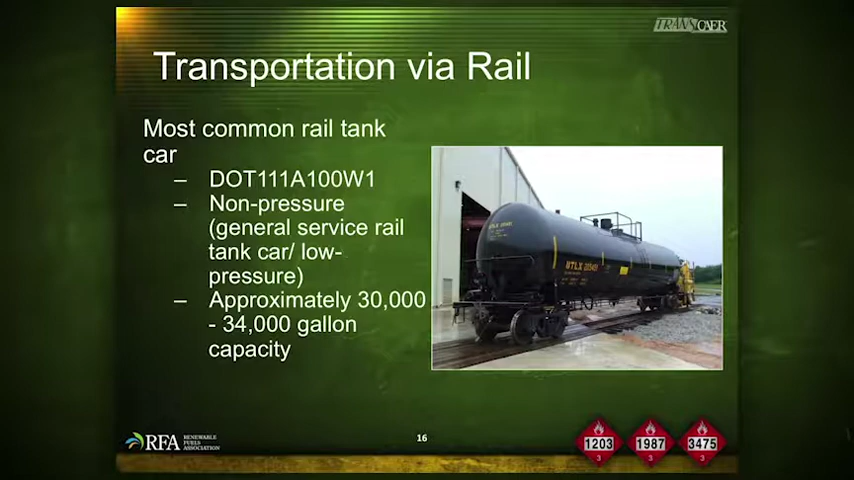 TRANSCAER
Transportation via Rail
Most common rail tank
car
– DOT111A100W1
– Non-pressure
(general service rail
tank car/ low-
pressure)
– Approximately 30,000
- 34,000 gallon
capacity
UTLX
RFA
RENEWABLE
FUELS
ASSOCIATION
16
1203
3
1987
3
3475
3